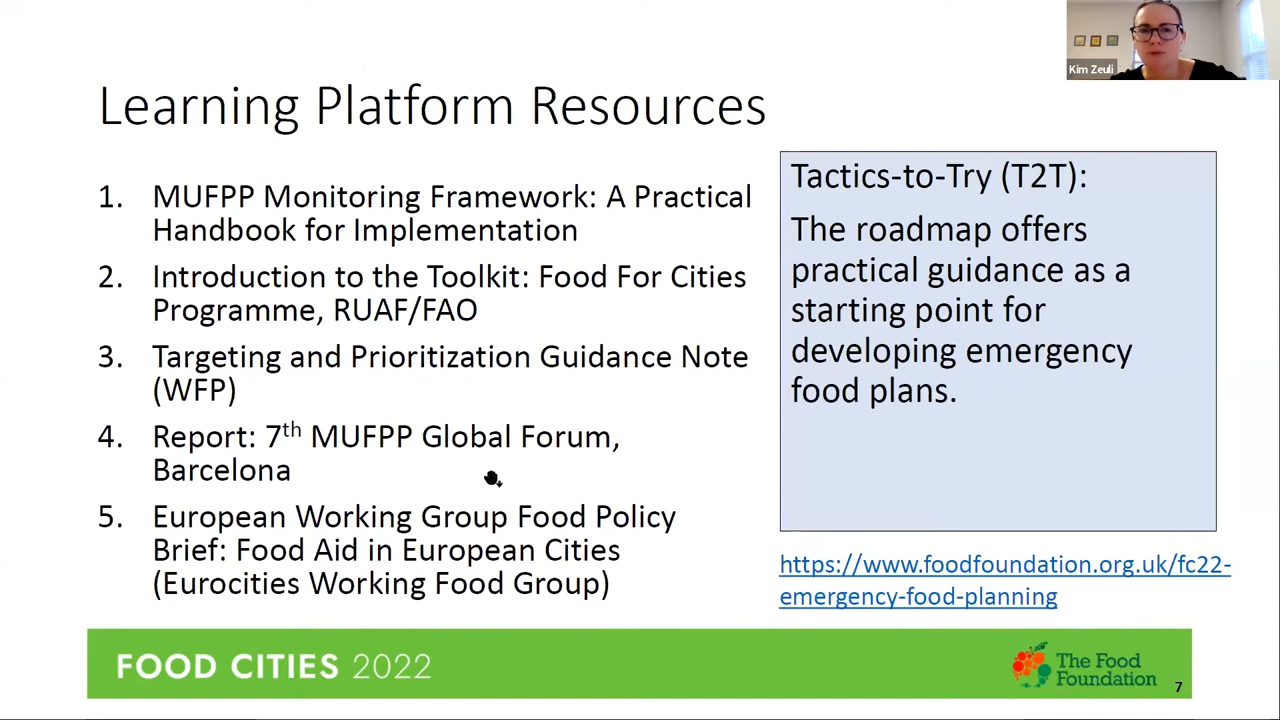 Kim Zeuli
Learning Platform Resources
1. MUFPP Monitoring Framework: A Practical
Handbook for Implementation
2. Introduction to the Toolkit: Food For Cities
Programme, RUAF/FAO
3. Targeting and Prioritization Guidance Note
(WFP)
4. Report: 7th MUFPP Global Forum,
Barcelona
5. European Working Group Food Policy
Brief: Food Aid in European Cities
(Eurocities Working Food Group)
Tactics-to-Try (T2T):
The roadmap offers
practical guidance as a
starting point for
developing emergency
food plans.
https://www.foodfoundation.org.uk/fc22-
emergency-food-planning
FOOD CITIES 2022
The Food
Foundation
7